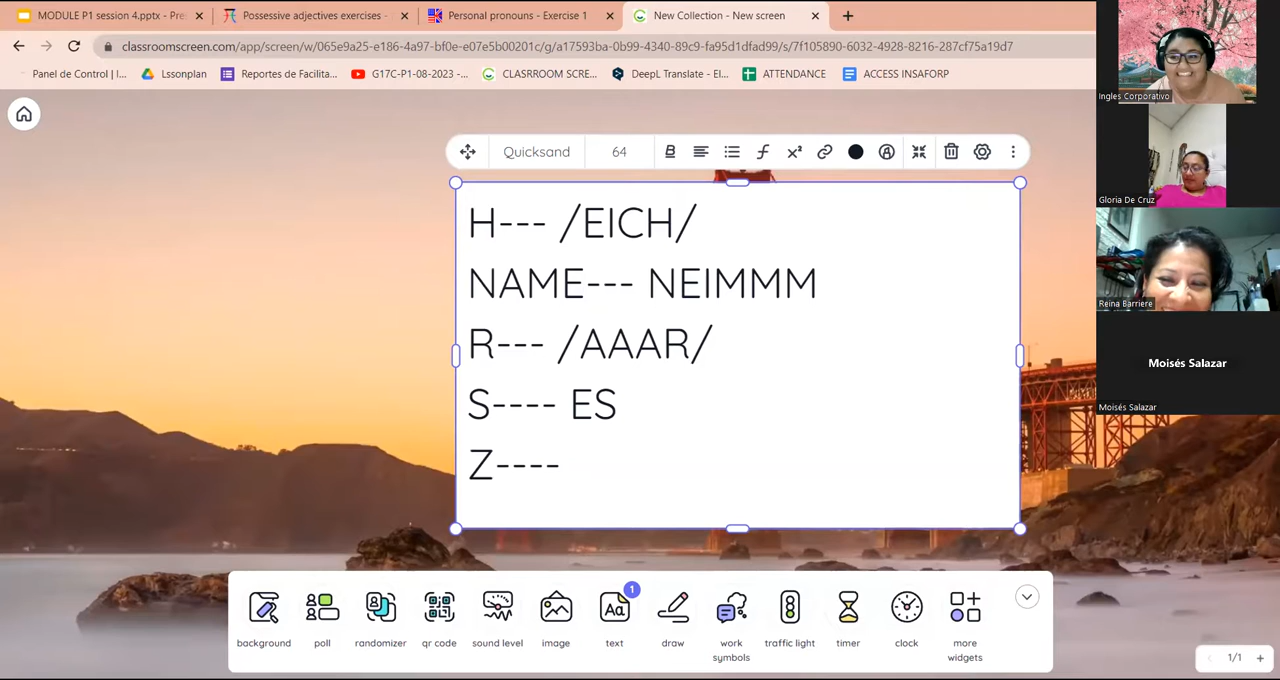 MODULE P1 session 4.pptx - Pre
Possessive adjectives exercises -
Personal pronouns - Exercise 1
New Collection - New screen
classroomscreen.com/app/screen/w/065e9a25-e186-4a97-bf0e-e07e5b00201c/g/a17593ba-0b99-4340-89c9-fa95d1dfad99/s/7f105890-6032-4928-8216-287cf75a19d7
Panel de Control | I...
Lssonplan
Reportes de Facilita...
G17C-P1-08-2023 -...
CLASSROOM SCRE...
DeepL Translate - El...
ATTENDANCE
ACCESS INSAFORP
Quicksand
64
H--- /EICH/
NAME--- NEIMMM
R--- /AAAR/
S---- ES
Z----
background
poll
randomizer
qr code
sound level
image
1
text
draw
work
symbols
traffic light
timer
clock
more
widgets
1/1
Ingles Corporativo
Gloria De Cruz
Reina Barriere
Moisés Salazar
Moisés Salazar